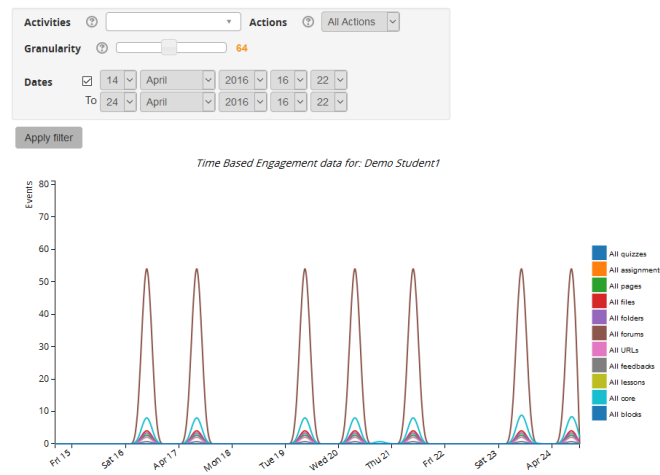 Activities ? Actions ? All Actions
Granularity ? 64
Dates 14 April 2016 16 22
To 24 April 2016 16 22
Apply filter
Time Based Engagement data for: Demo Student1
Events
80
70
60
50
40
30
20
10
0
Fri 15 Sat 16 Apr 17 Mon 18 Tue 19 Wed 20 Thu 21 Fri 22 Sat 23 Apr 24
All quizzes
All assignment
All pages
All files
All folders
All forums
All URLs
All feedbacks
All lessons
All core
All blocks